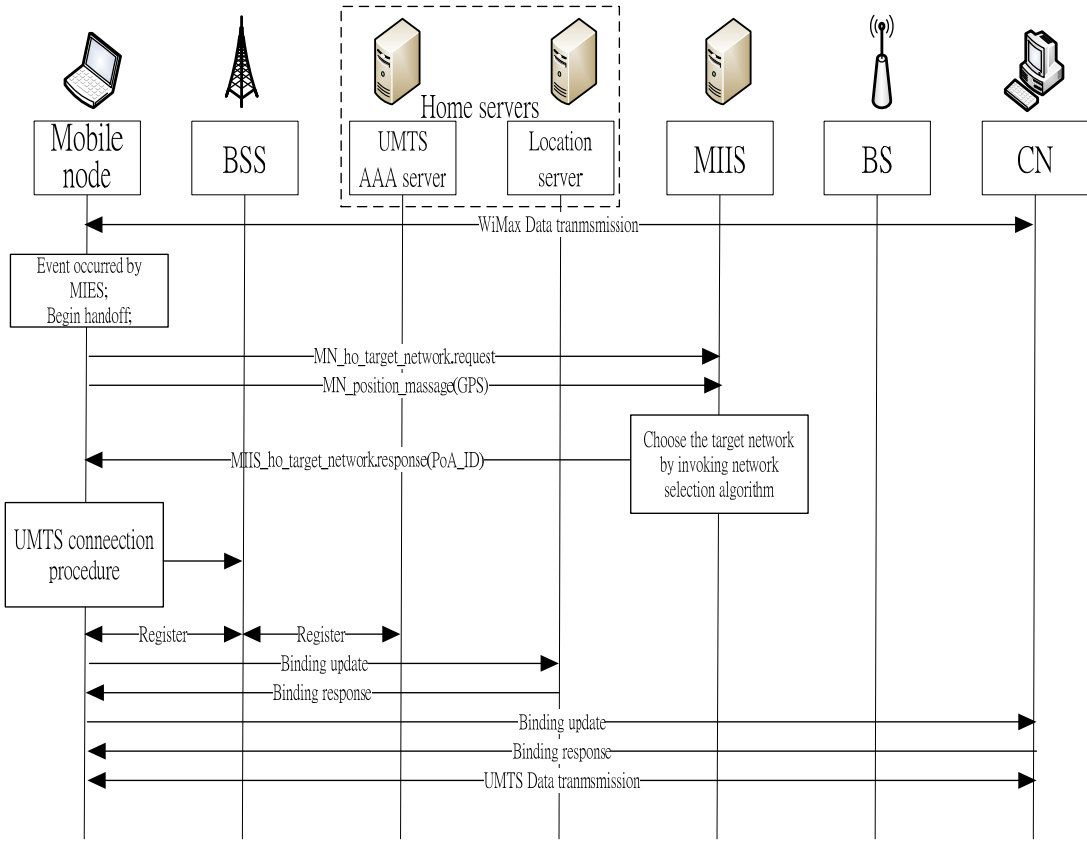 Home servers
Mobile
node
BSS
UMTS
AAA server
Location
server
MIIS
BS
CN
WiMax Data tranmsmission
Event occurred by
MIES;
Begin handoff;
MN_ho_target_network.request
MN_position_massage(GPS)
Choose the target network
by invoking network
selection algorithm
MIIS_ho_target_network.response(PoA_ID)
UMTS conneection
procedure
Register
Register
Binding update
Binding response
Binding update
Binding response
UMTS Data tranmsmission